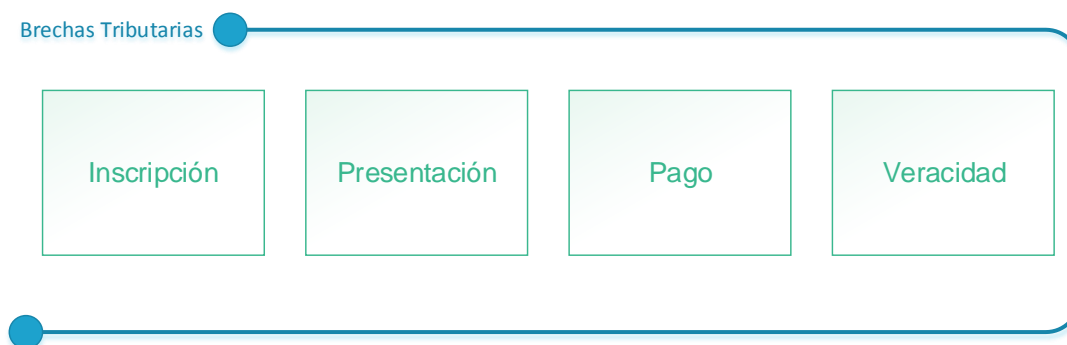 Brechas Tributarias
Inscripción
Presentación
Pago
Veracidad